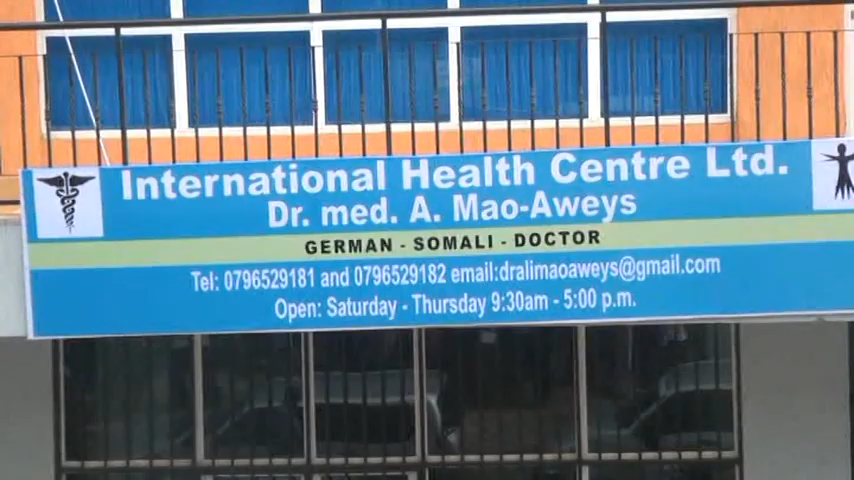 International Health Centre Ltd.
Dr. med. A. Mao-Aweys
GERMAN - SOMALI - DOCTOR
Tel: 0796529181 and 0796529182 email:dralimaoaweys@gmail.com
Open: Saturday - Thursday 9:30am - 5:00 p.m.